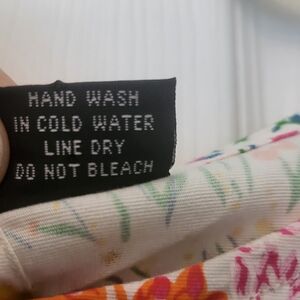 HAND WASH
IN COLD WATER
LINE DRY
DO NOT BLEACH